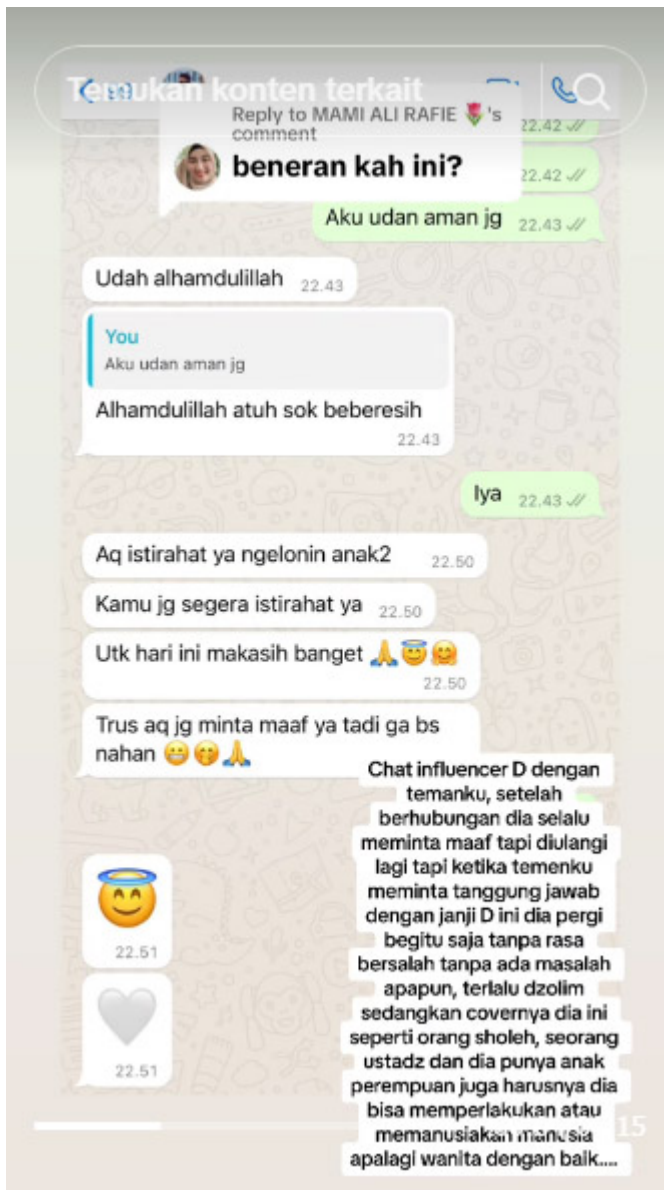 Temukan konten terkait
Reply to MAMI ALI RAFIE 🌷's
comment
beneran kah ini?
22.42
22.42
Aku udan aman jg 22.43
Udah alhamdulillah 22.43
You
Aku udan aman jg
Alhamdulillah atuh sok beberesih
22.43
Iya 22.43
Aq istirahat ya ngelonin anak2 22.50
Kamu jg segera istirahat ya 22.50
Utk hari ini makasih banget 🙏😇🤗
22.50
Trus aq jg minta maaf ya tadi ga bs
nahan 😁🤭🙏
Chat influencer D dengan
temanku, setelah
berhubungan dia selalu
meminta maaf tapi diulangi
lagi tapi ketika temenku
meminta tanggung jawab
dengan janji D ini dia pergi
begitu saja tanpa rasa
bersalah tanpa ada masalah
apapun, terlalu dzolim
sedangkan covernya dia ini
seperti orang sholeh, seorang
ustadz dan dia punya anak
perempuan juga harusnya dia
bisa memperlakukan atau
memanusiakan manusia
apalagi wanita dengan baik....
😇
22.51
🤍
22.51
15